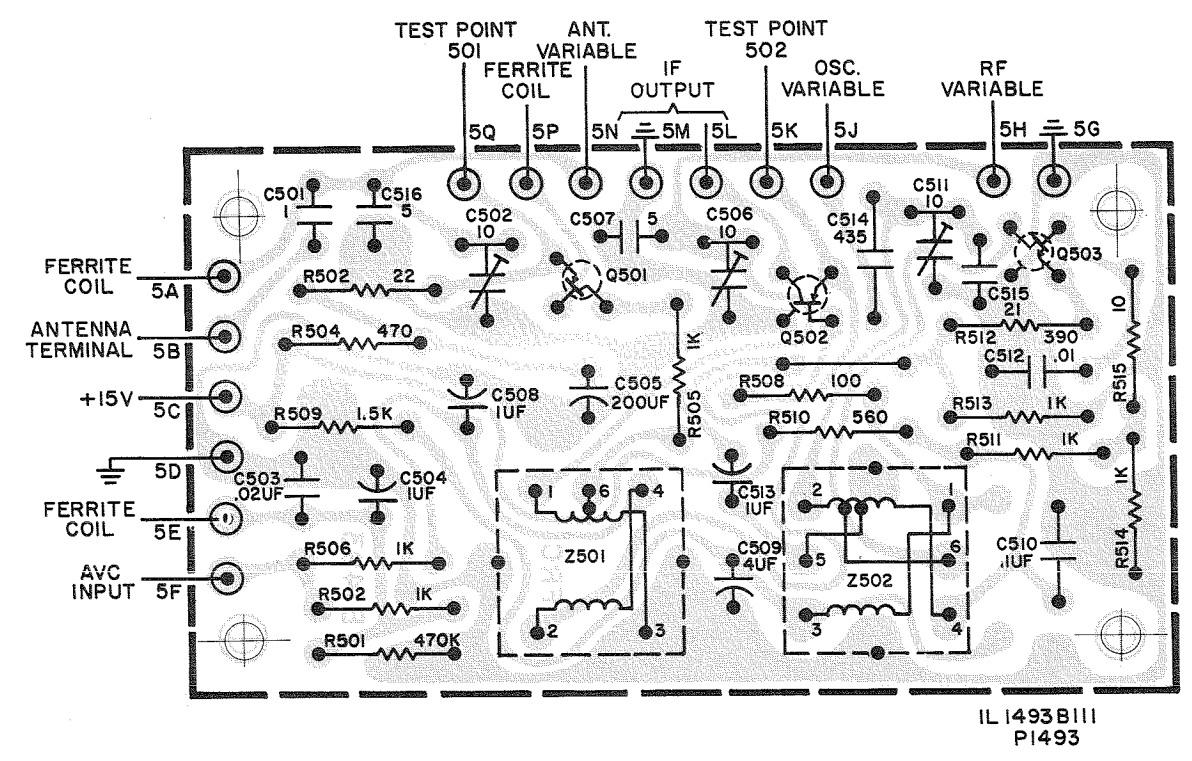 TEST POINT
501
FERRITE
COIL
ANT.
VARIABLE
IF
OUTPUT
TEST POINT
502
OSC.
VARIABLE
RF
VARIABLE
5Q
5P
5N
5M
5L
5K
5J
5H
5G
FERRITE
COIL
5A
ANTENNA
TERMINAL
5B
+15V
5C
5D
FERRITE
COIL
5E
AVC
INPUT
5F
C501
1
C516
5
C502
10
C507
5
C506
10
C514
435
C511
10
Q503
R502 22
Q501
C515
21
R504 470
Q502
R512 390
10
R515
C512 .01
1K
R505
C508
1UF
C505
200UF
R508 100
R509 1.5K
R510 560
R513 1K
R511 1K
C503
.02UF
C504
.1UF
1 6 4
Z501
2 3
C513
.1UF
C509
4UF
2 1
5 6
Z502
3 4
C510
.1UF
1K
R514
R506 1K
R502 1K
R501 470K
IL 1493B111
P1493